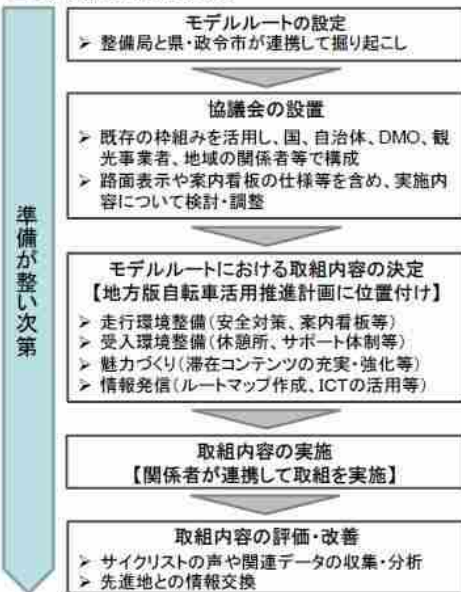 モデルルートの設定
➢ 整備局と県・政令市が連携して掘り起こし
協議会の設置
➢ 既存の枠組みを活用し、国、自治体、DMO、観
光事業者、地域の関係者等で構成
➢ 路面表示や案内看板の仕様等を含め、実施内
容について検討・調整
準備が整い次第
モデルルートにおける取組内容の決定
【地方版自転車活用推進計画に位置付け】
➢ 走行環境整備(安全対策、案内看板等)
➢ 受入環境整備(休憩所、サポート体制等)
➢ 魅力づくり(滞在コンテンツの充実・強化等)
➢ 情報発信(ルートマップ作成、ICTの活用等)
取組内容の実施
【関係者が連携して取組を実施】
取組内容の評価・改善
➢ サイクリストの声や関連データの収集・分析
➢ 先進地との情報交換